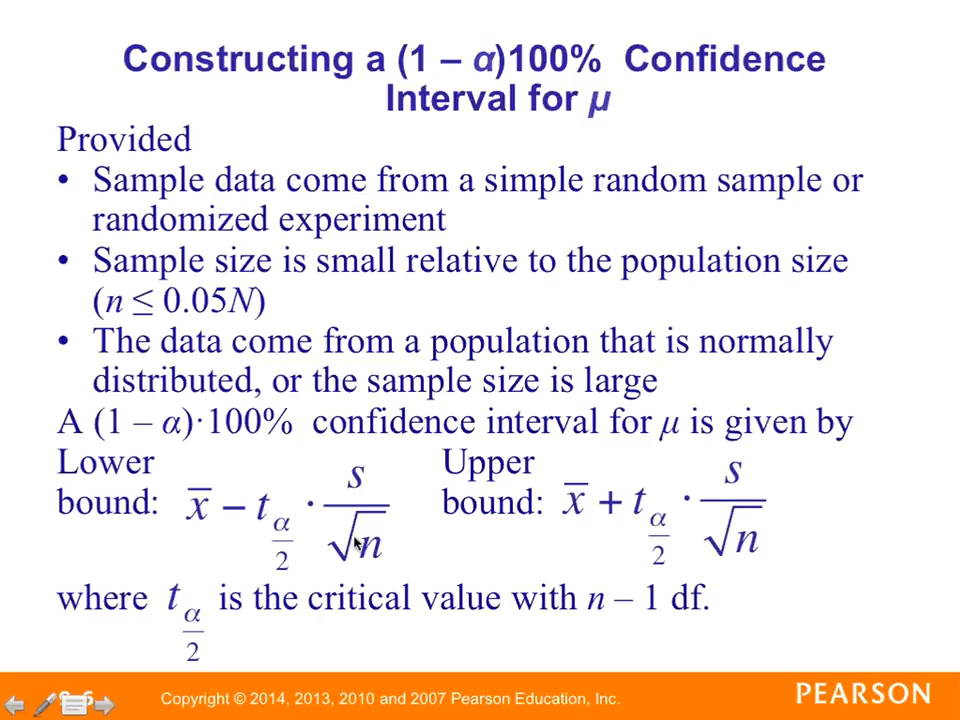 Constructing a (1 – α)100% Confidence
Interval for μ
Provided
• Sample data come from a simple random sample or
randomized experiment
• Sample size is small relative to the population size
(n ≤ 0.05N)
• The data come from a population that is normally
distributed, or the sample size is large
A (1 – α)·100% confidence interval for μ is given by
Lower bound: x̄ − t_{α/2} · s/√n
Upper bound: x̄ + t_{α/2} · s/√n
where t_{α/2} is the critical value with n – 1 df.
Copyright © 2014, 2013, 2010 and 2007 Pearson Education, Inc.
PEARSON